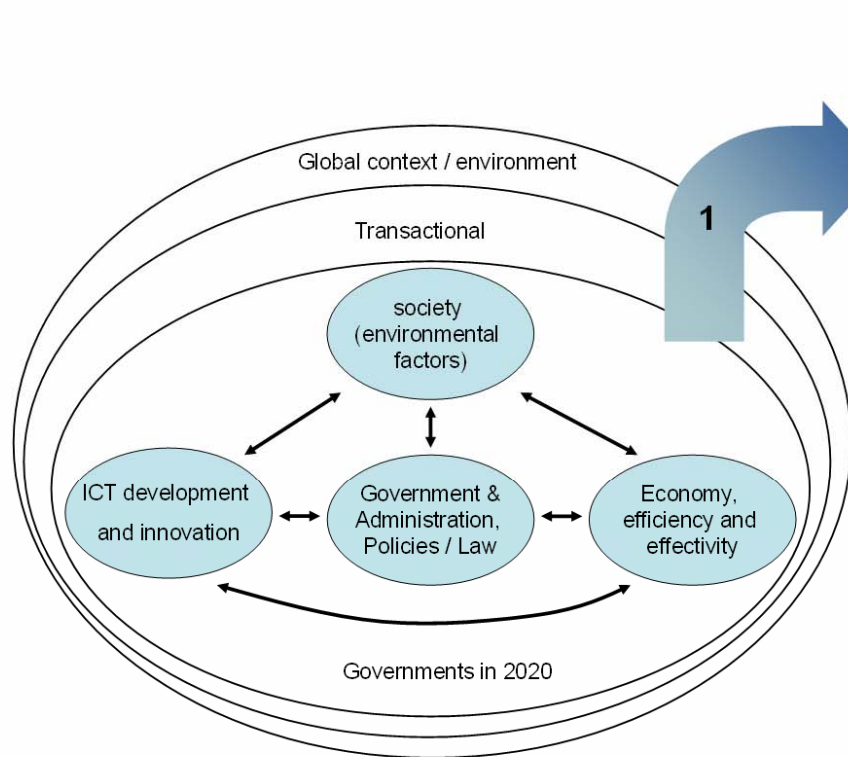 Global context / environment
1
Transactional
society
(environmental
factors)
ICT development
and innovation
Government &
Administration,
Policies / Law
Economy,
efficiency and
effectivity
Governments in 2020